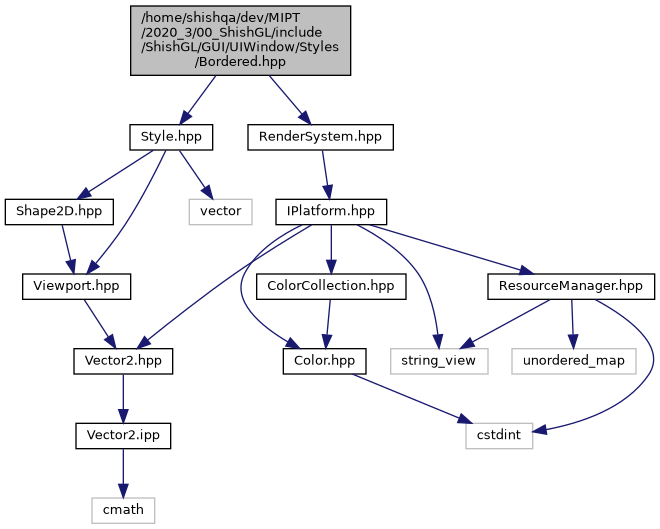 /home/shishqa/dev/MIPT
/2020_3/00_ShishGL/include
/ShishGL/GUI/UIWindow/Styles
/Bordered.hpp
Style.hpp
RenderSystem.hpp
Shape2D.hpp
vector
IPlatform.hpp
Viewport.hpp
ColorCollection.hpp
ResourceManager.hpp
Vector2.hpp
Color.hpp
string_view
unordered_map
Vector2.ipp
cstdint
cmath